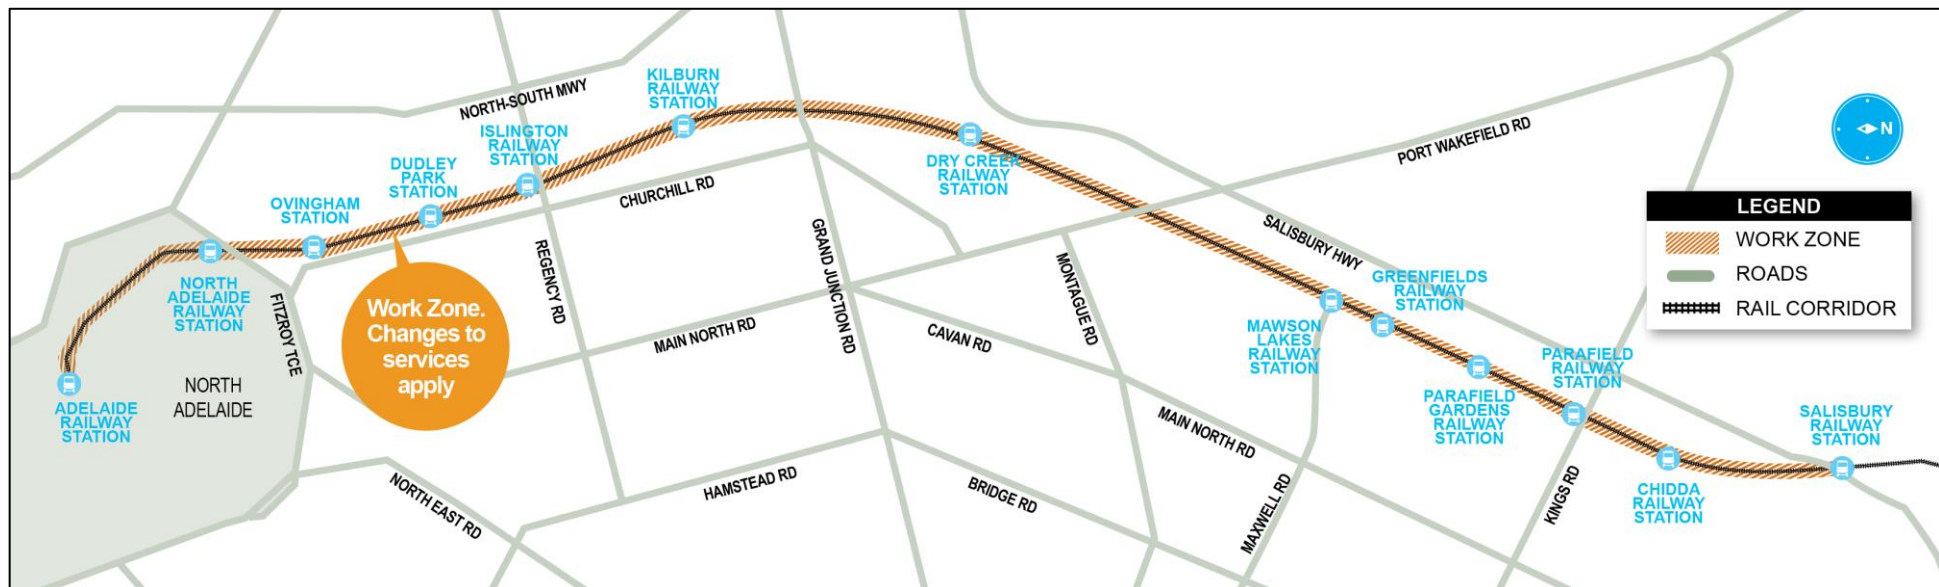 NORTH-SOUTH MWY
KILBURN
RAILWAY
STATION
ISLINGTON
RAILWAY
STATION
DUDLEY
PARK
STATION
OVINGHAM
STATION
NORTH
ADELAIDE
RAILWAY
STATION
ADELAIDE
RAILWAY
STATION
NORTH
ADELAIDE
FITZROY TCE
Work Zone.
Changes to
services
apply
CHURCHILL RD
REGENCY RD
MAIN NORTH RD
GRAND JUNCTION RD
HAMSTEAD RD
NORTH EAST RD
DRY CREEK
RAILWAY
STATION
CAVAN RD
MONTAGUE RD
BRIDGE RD
MAIN NORTH RD
MAXWELL RD
PORT WAKEFIELD RD
SALISBURY HWY
GREENFIELDS
RAILWAY
STATION
MAWSON
LAKES
RAILWAY
STATION
PARAFIELD
GARDENS
RAILWAY
STATION
PARAFIELD
RAILWAY
STATION
KINGS RD
CHIDDA
RAILWAY
STATION
SALISBURY
RAILWAY
STATION
N
LEGEND
WORK ZONE
ROADS
RAIL CORRIDOR